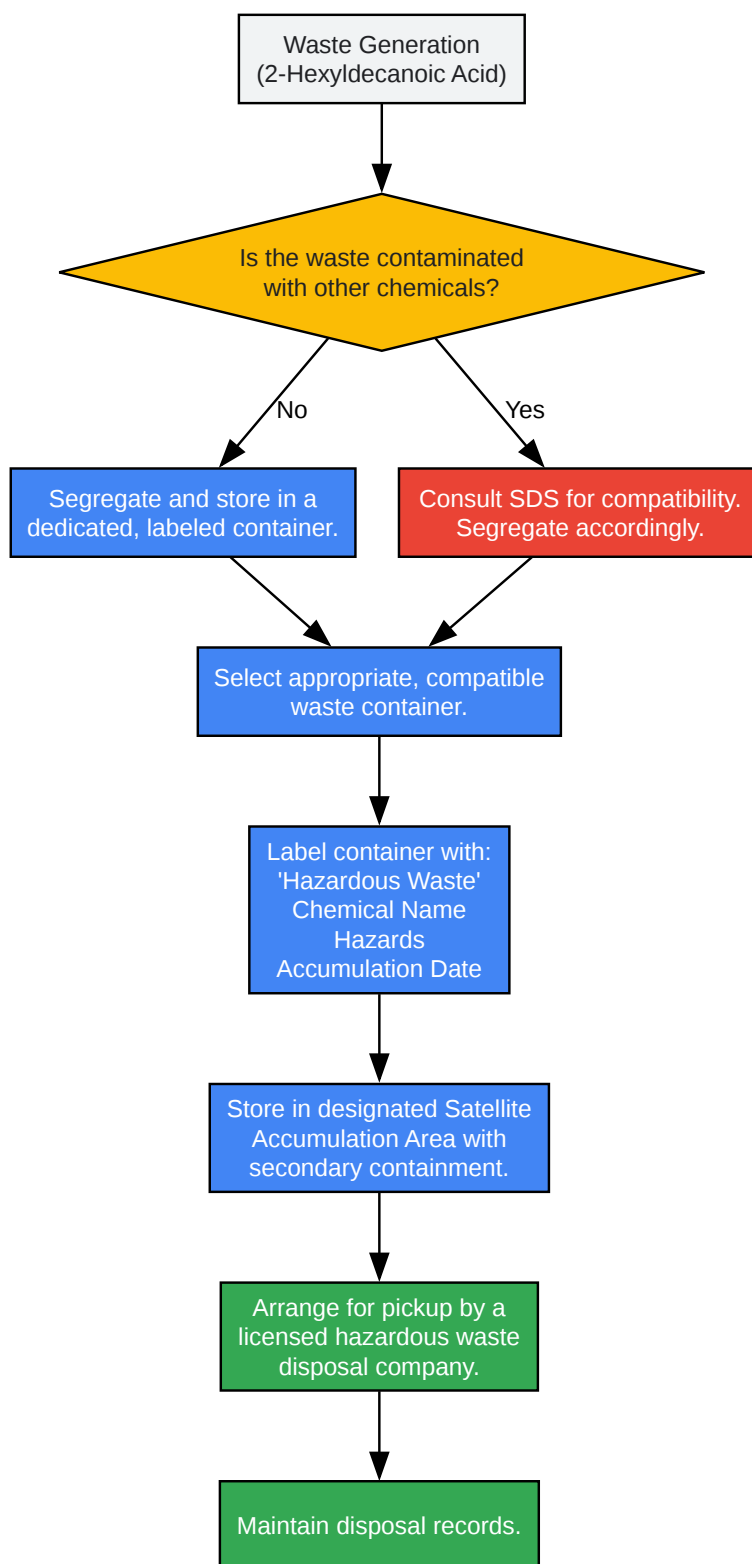 Waste Generation
(2-Hexyldecanoic Acid)
Is the waste contaminated
with other chemicals?
No
Yes
Segregate and store in a
dedicated, labeled container.
Consult SDS for compatibility.
Segregate accordingly.
Select appropriate, compatible
waste container.
Label container with:
'Hazardous Waste'
Chemical Name
Hazards
Accumulation Date
Store in designated Satellite
Accumulation Area with
secondary containment.
Arrange for pickup by a
licensed hazardous waste
disposal company.
Maintain disposal records.